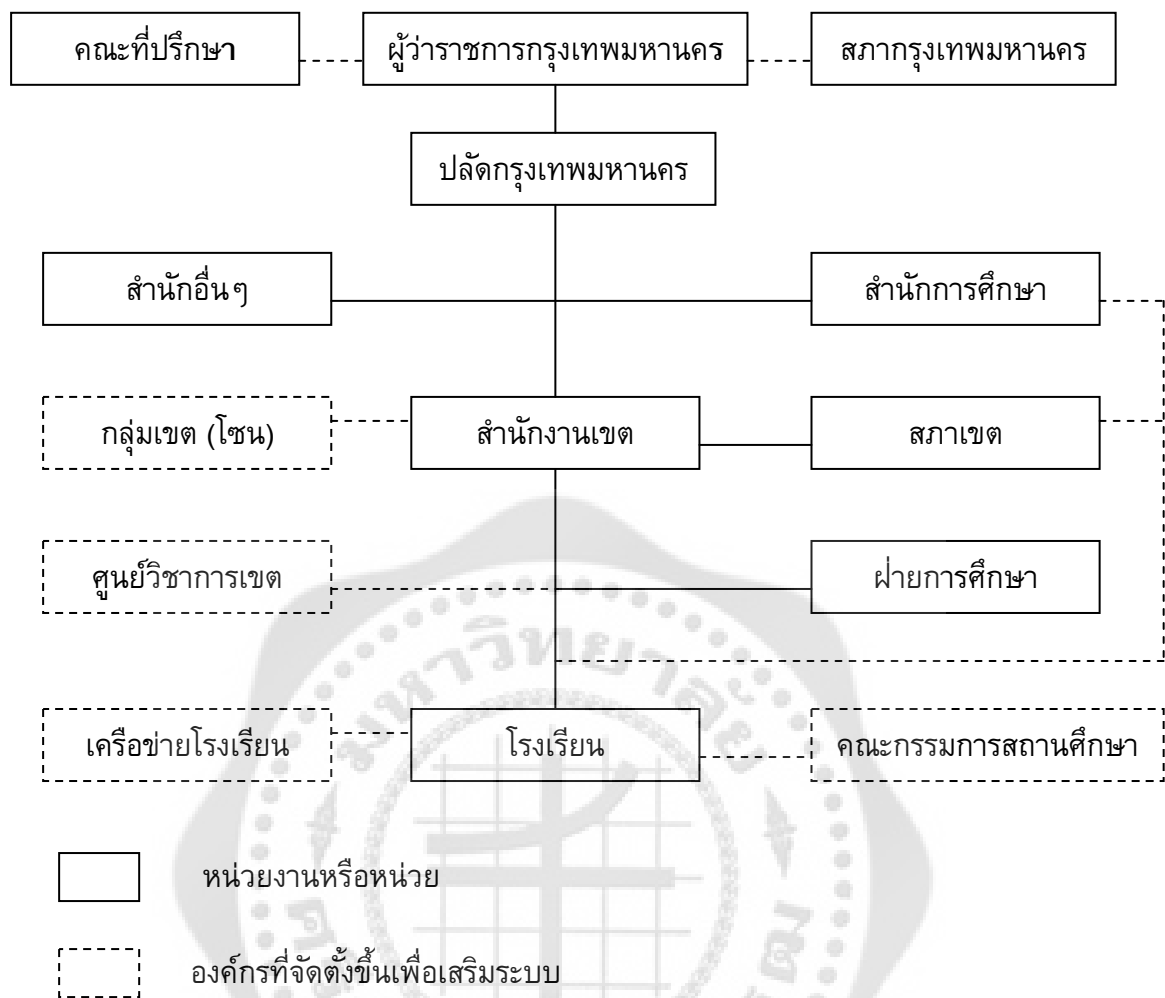 คณะที่ปรึกษา
ผู้ว่าราชการกรุงเทพมหานคร
สภากรุงเทพมหานคร
ปลัดกรุงเทพมหานคร
สำนักอื่นๆ
สำนักการศึกษา
กลุ่มเขต (โซน)
สำนักงานเขต
สภาเขต
ศูนย์วิชาการเขต
ฝ่ายการศึกษา
เครือข่ายโรงเรียน
โรงเรียน
คณะกรรมการสถานศึกษา
หน่วยงานหรือหน่วย
องค์กรที่จัดตั้งขึ้นเพื่อเสริมระบบ
มหาวิทยาลัย